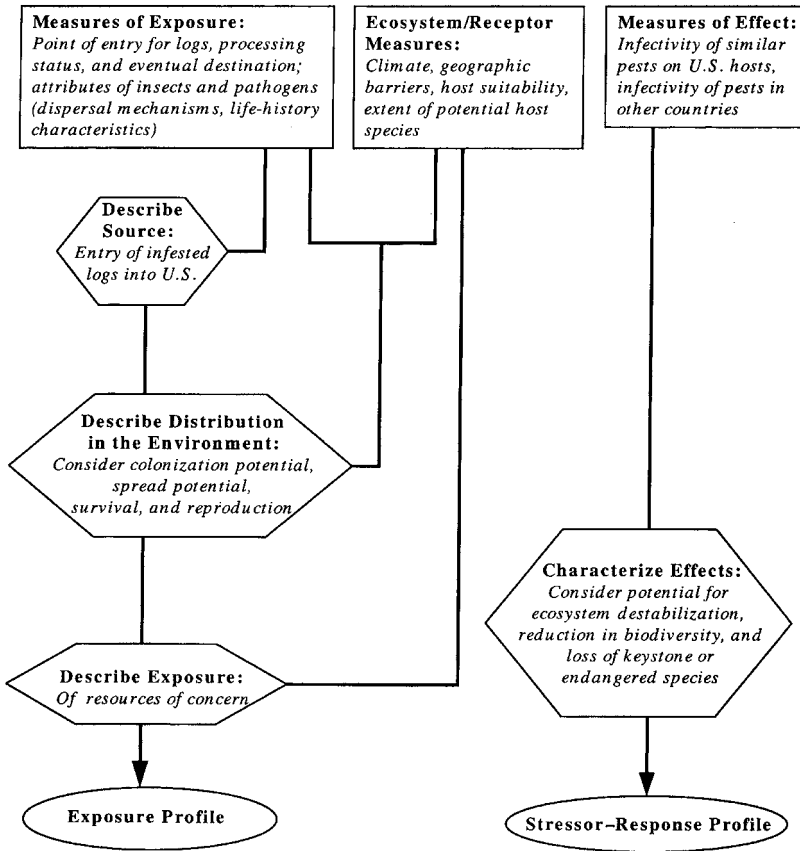 Measures of Exposure:
Point of entry for logs, processing
status, and eventual destination;
attributes of insects and pathogens
(dispersal mechanisms, life-history
characteristics)
Ecosystem/Receptor
Measures:
Climate, geographic
barriers, host suitability,
extent of potential host
species
Measures of Effect:
Infectivity of similar
pests on U.S. hosts,
infectivity of pests in
other countries
Describe
Source:
Entry of infested
logs into U.S.
Describe Distribution
in the Environment:
Consider colonization potential,
spread potential,
survival, and reproduction
Characterize Effects:
Consider potential for
ecosystem destabilization,
reduction in biodiversity, and
loss of keystone or
endangered species
Describe Exposure:
Of resources of concern
Exposure Profile
Stressor–Response Profile